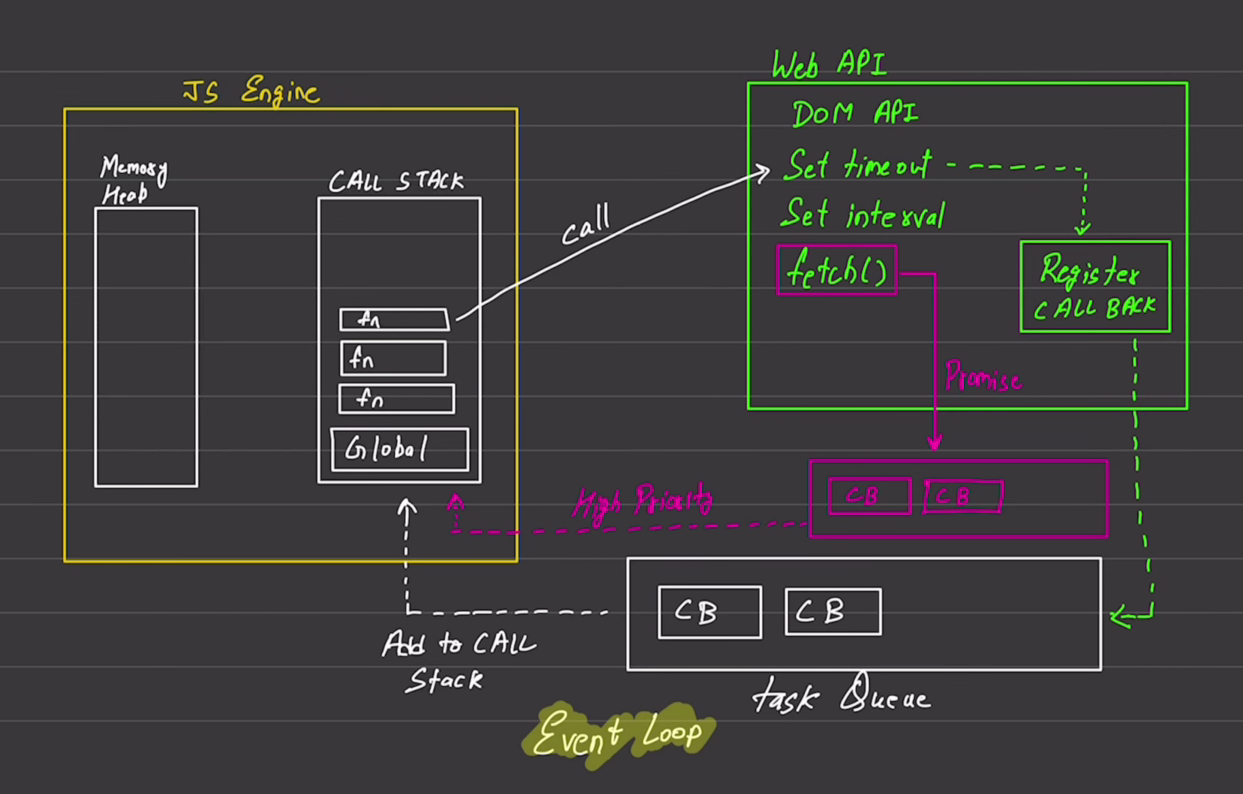 Web API
JS Engine
DOM API
Memory
Heap
CALL STACK
Set timeout
call
Set interval
fetch()
Register
CALL BACK
fn
fn
fn
Promise
Global
High Priority
CB
CB
CB
CB
Add to CALL
Stack
task Queue
Event Loop